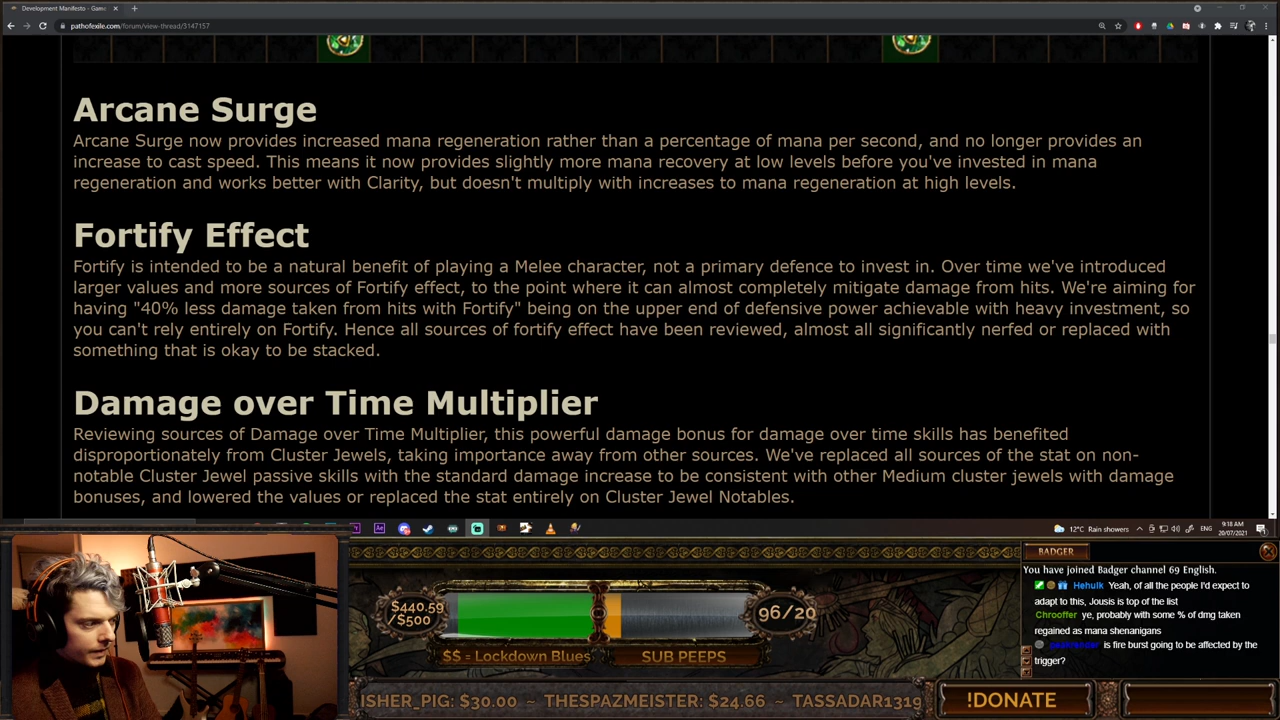 Development Manifesto - Game
pathofexile.com/forum/view-thread/3147157
Arcane Surge
Arcane Surge now provides increased mana regeneration rather than a percentage of mana per second, and no longer provides an
increase to cast speed. This means it now provides slightly more mana recovery at low levels before you've invested in mana
regeneration and works better with Clarity, but doesn't multiply with increases to mana regeneration at high levels.
Fortify Effect
Fortify is intended to be a natural benefit of playing a Melee character, not a primary defence to invest in. Over time we've introduced
larger values and more sources of Fortify effect, to the point where it can almost completely mitigate damage from hits. We're aiming for
having "40% less damage taken from hits with Fortify" being on the upper end of defensive power achievable with heavy investment, so
you can't rely entirely on Fortify. Hence all sources of fortify effect have been reviewed, almost all significantly nerfed or replaced with
something that is okay to be stacked.
Damage over Time Multiplier
Reviewing sources of Damage over Time Multiplier, this powerful damage bonus for damage over time skills has benefited
disproportionately from Cluster Jewels, taking importance away from other sources. We've replaced all sources of the stat on non-
notable Cluster Jewel passive skills with the standard damage increase to be consistent with other Medium cluster jewels with damage
bonuses, and lowered the values or replaced the stat entirely on Cluster Jewel Notables.
12°C Rain showers ENG 9:18 AM
20/07/2021
BADGER
You have joined Badger channel 69 English.
Hehulk Yeah, of all the people I'd expect to
adapt to this, Jousis is top of the list
Chrooffer ye, probably with some % of dmg taken
regained as mana shenanigans
is fire burst going to be affected by the
trigger?
$440.59
/$500
96/20
$$ = Lockdown Blues
SUB PEEPS
ISHER_PIG: $30.00 ~ THESPAZMEISTER: $24.66 ~ TASSADAR1319
!DONATE